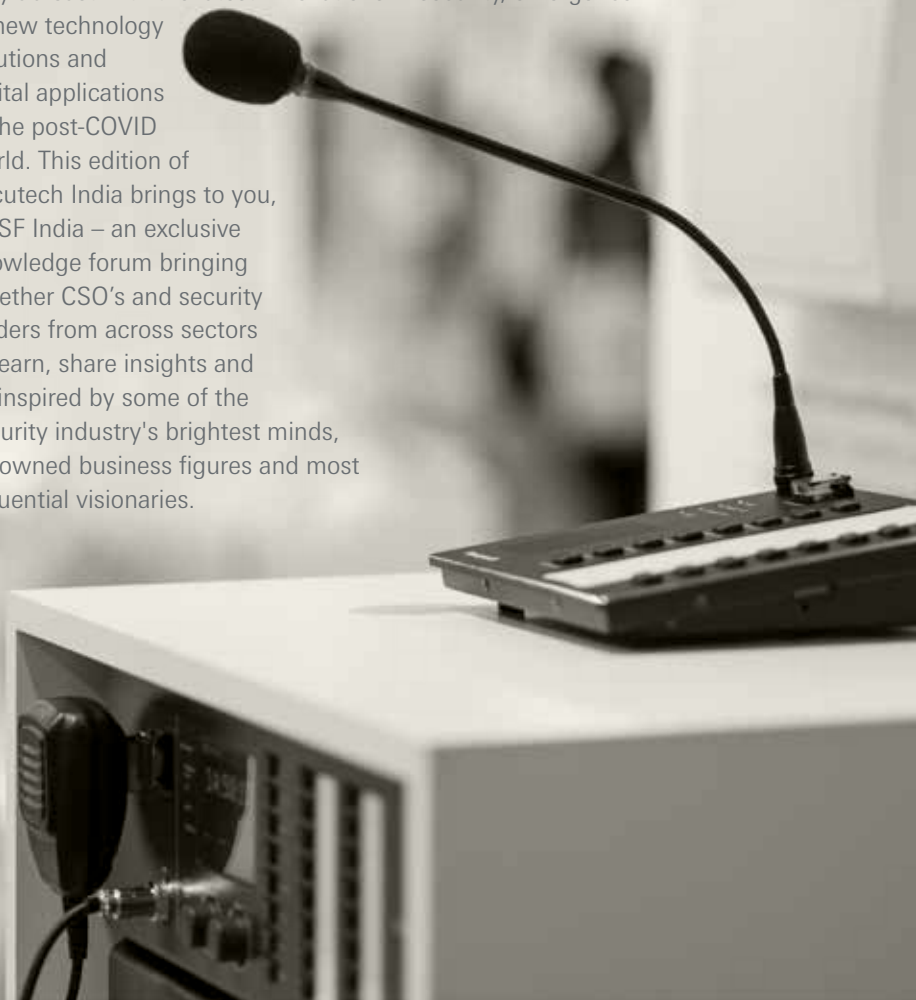 new technology
utions and
ital applications
he post-COVID
rld. This edition of
cutech India brings to you,
SF India – an exclusive
owledge forum bringing
ether CSO’s and security
ders from across sectors
earn, share insights and
inspired by some of the
urity industry's brightest minds,
owned business figures and most
uential visionaries.